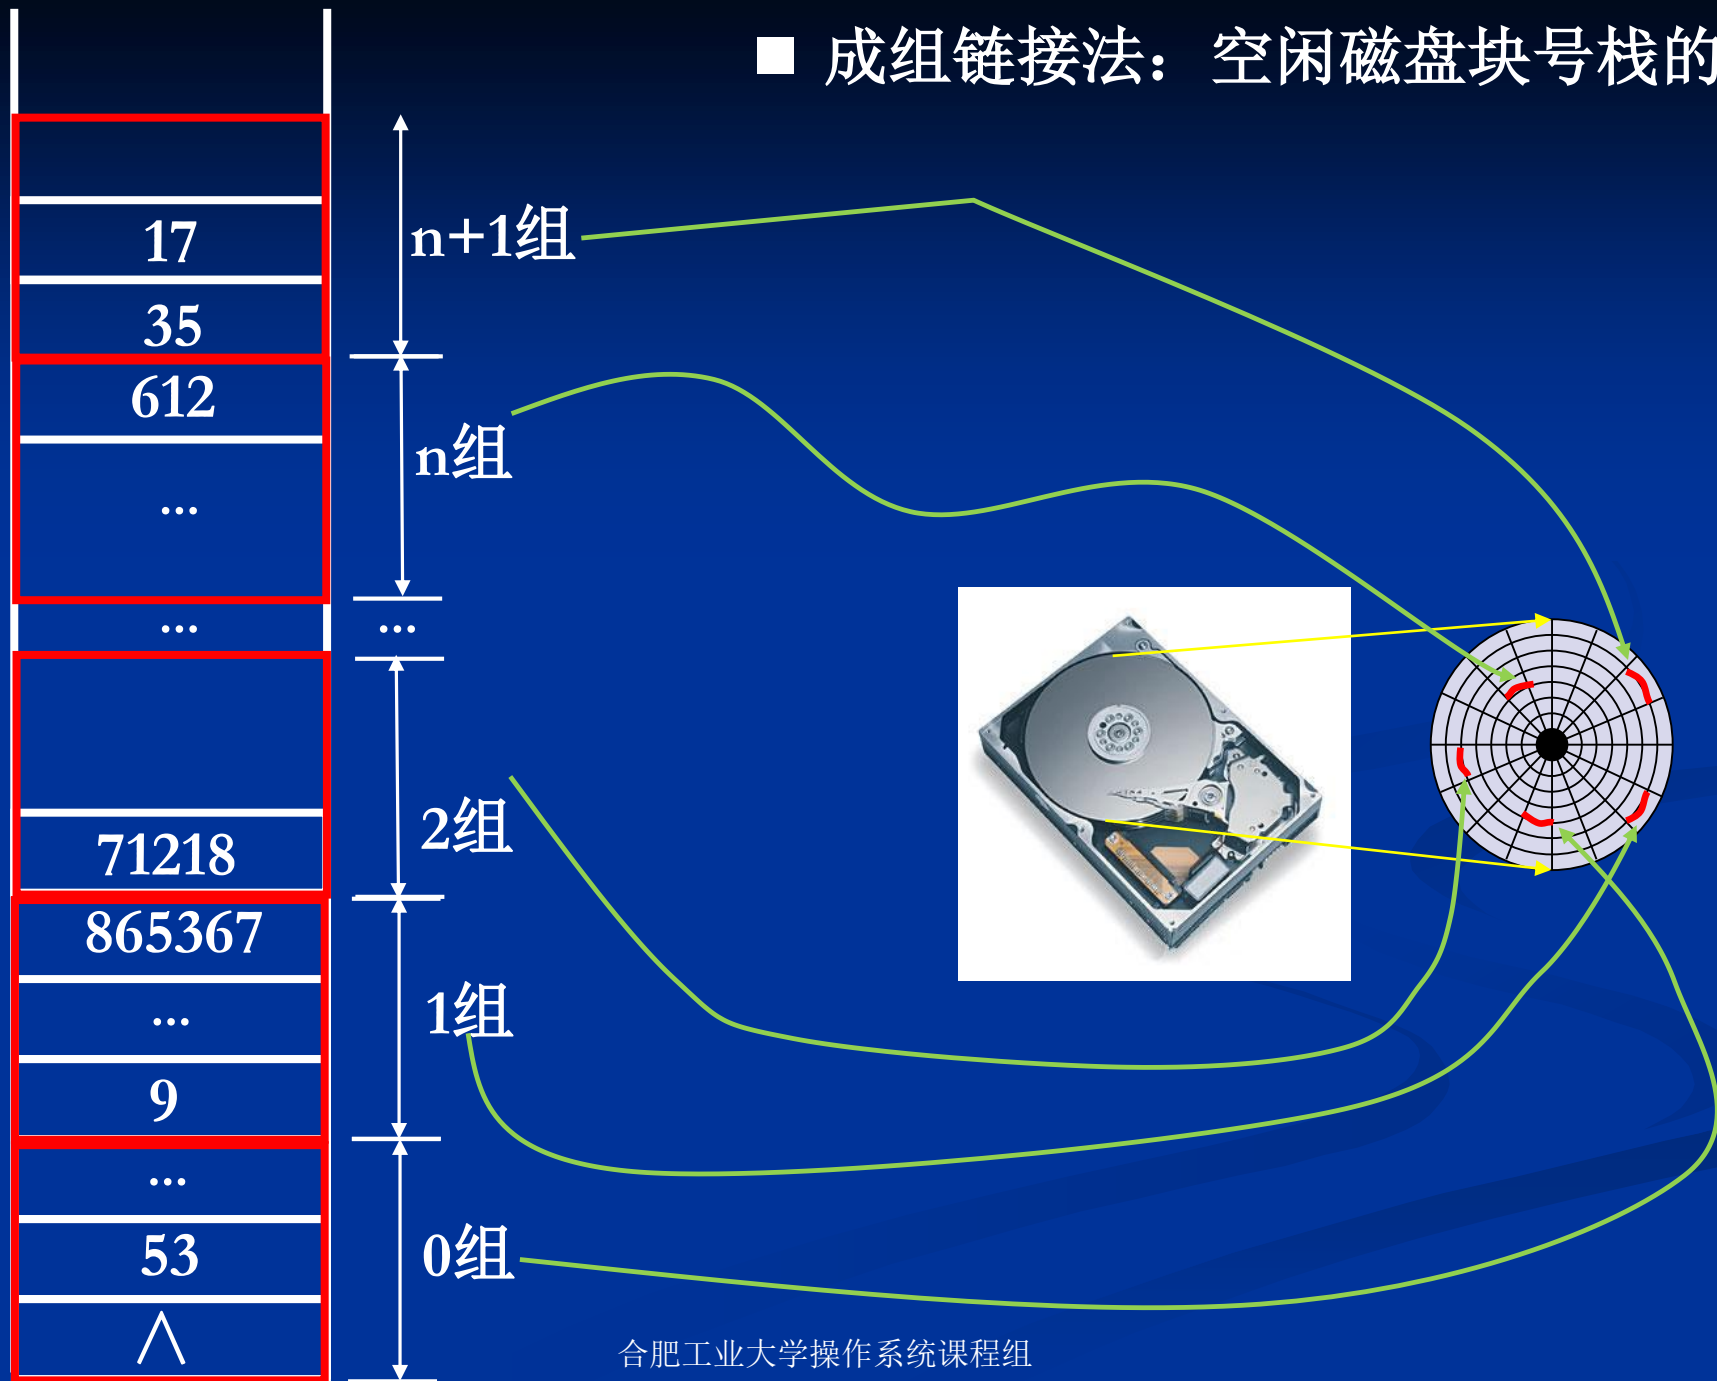 ■ 成组链接法：空闲磁盘块号栈的
17
35
612
...
...
71218
865367
...
9
...
53
∧
n+1组
n组
...
2组
1组
0组
合肥工业大学操作系统课程组